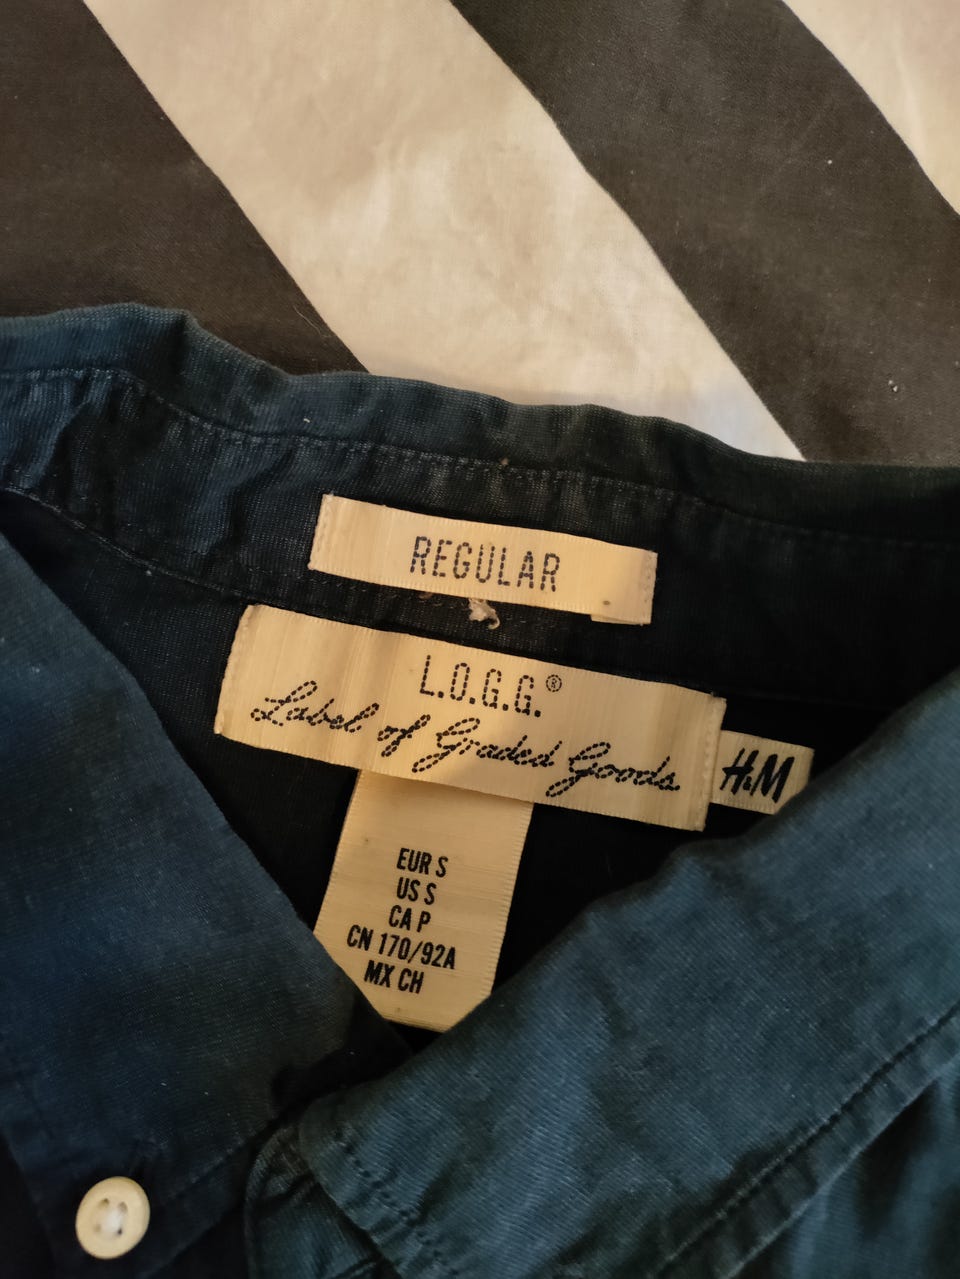 REGULAR
L.O.G.G.®
Label of Graded Goods
H&M
EUR S
US S
CA P
CN 170/92A
MX CH